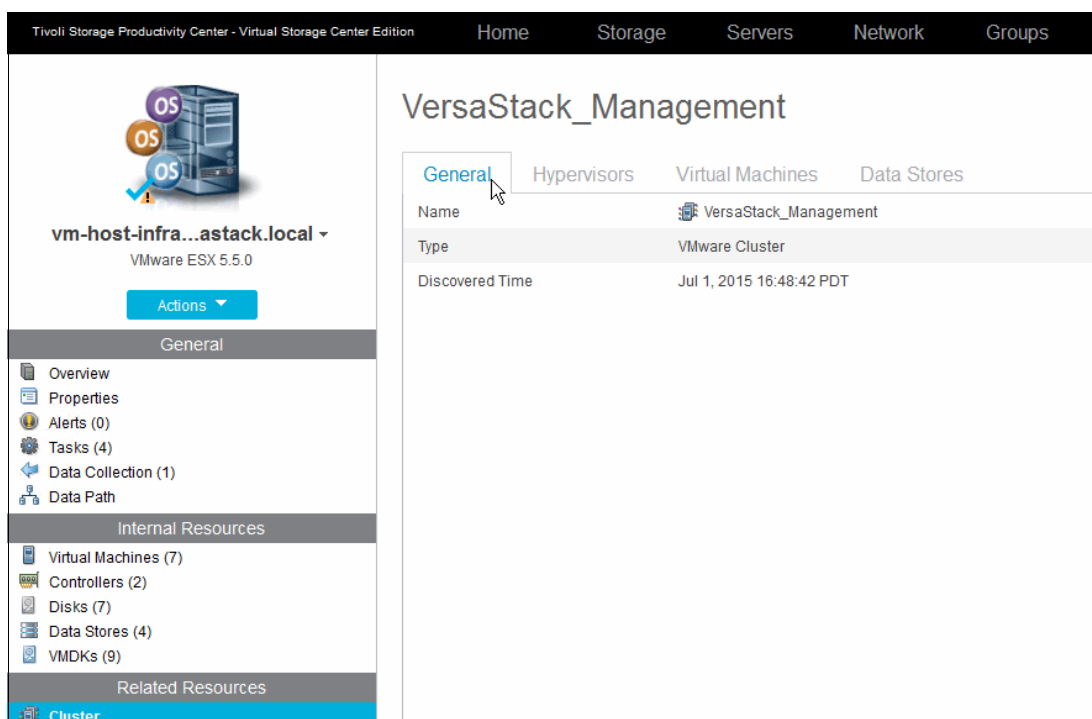 Tivoli Storage Productivity Center - Virtual Storage Center Edition Home Storage Servers Network Groups
OS
OS
OS
vm-host-infra...astack.local
VMware ESX 5.5.0
Actions
General
Overview
Properties
Alerts (0)
Tasks (4)
Data Collection (1)
Data Path
Internal Resources
Virtual Machines (7)
Controllers (2)
Disks (7)
Data Stores (4)
VMDKs (9)
Related Resources
Cluster
VersaStack_Management
General Hypervisors Virtual Machines Data Stores
Name VersaStack_Management
Type VMware Cluster
Discovered Time Jul 1, 2015 16:48:42 PDT